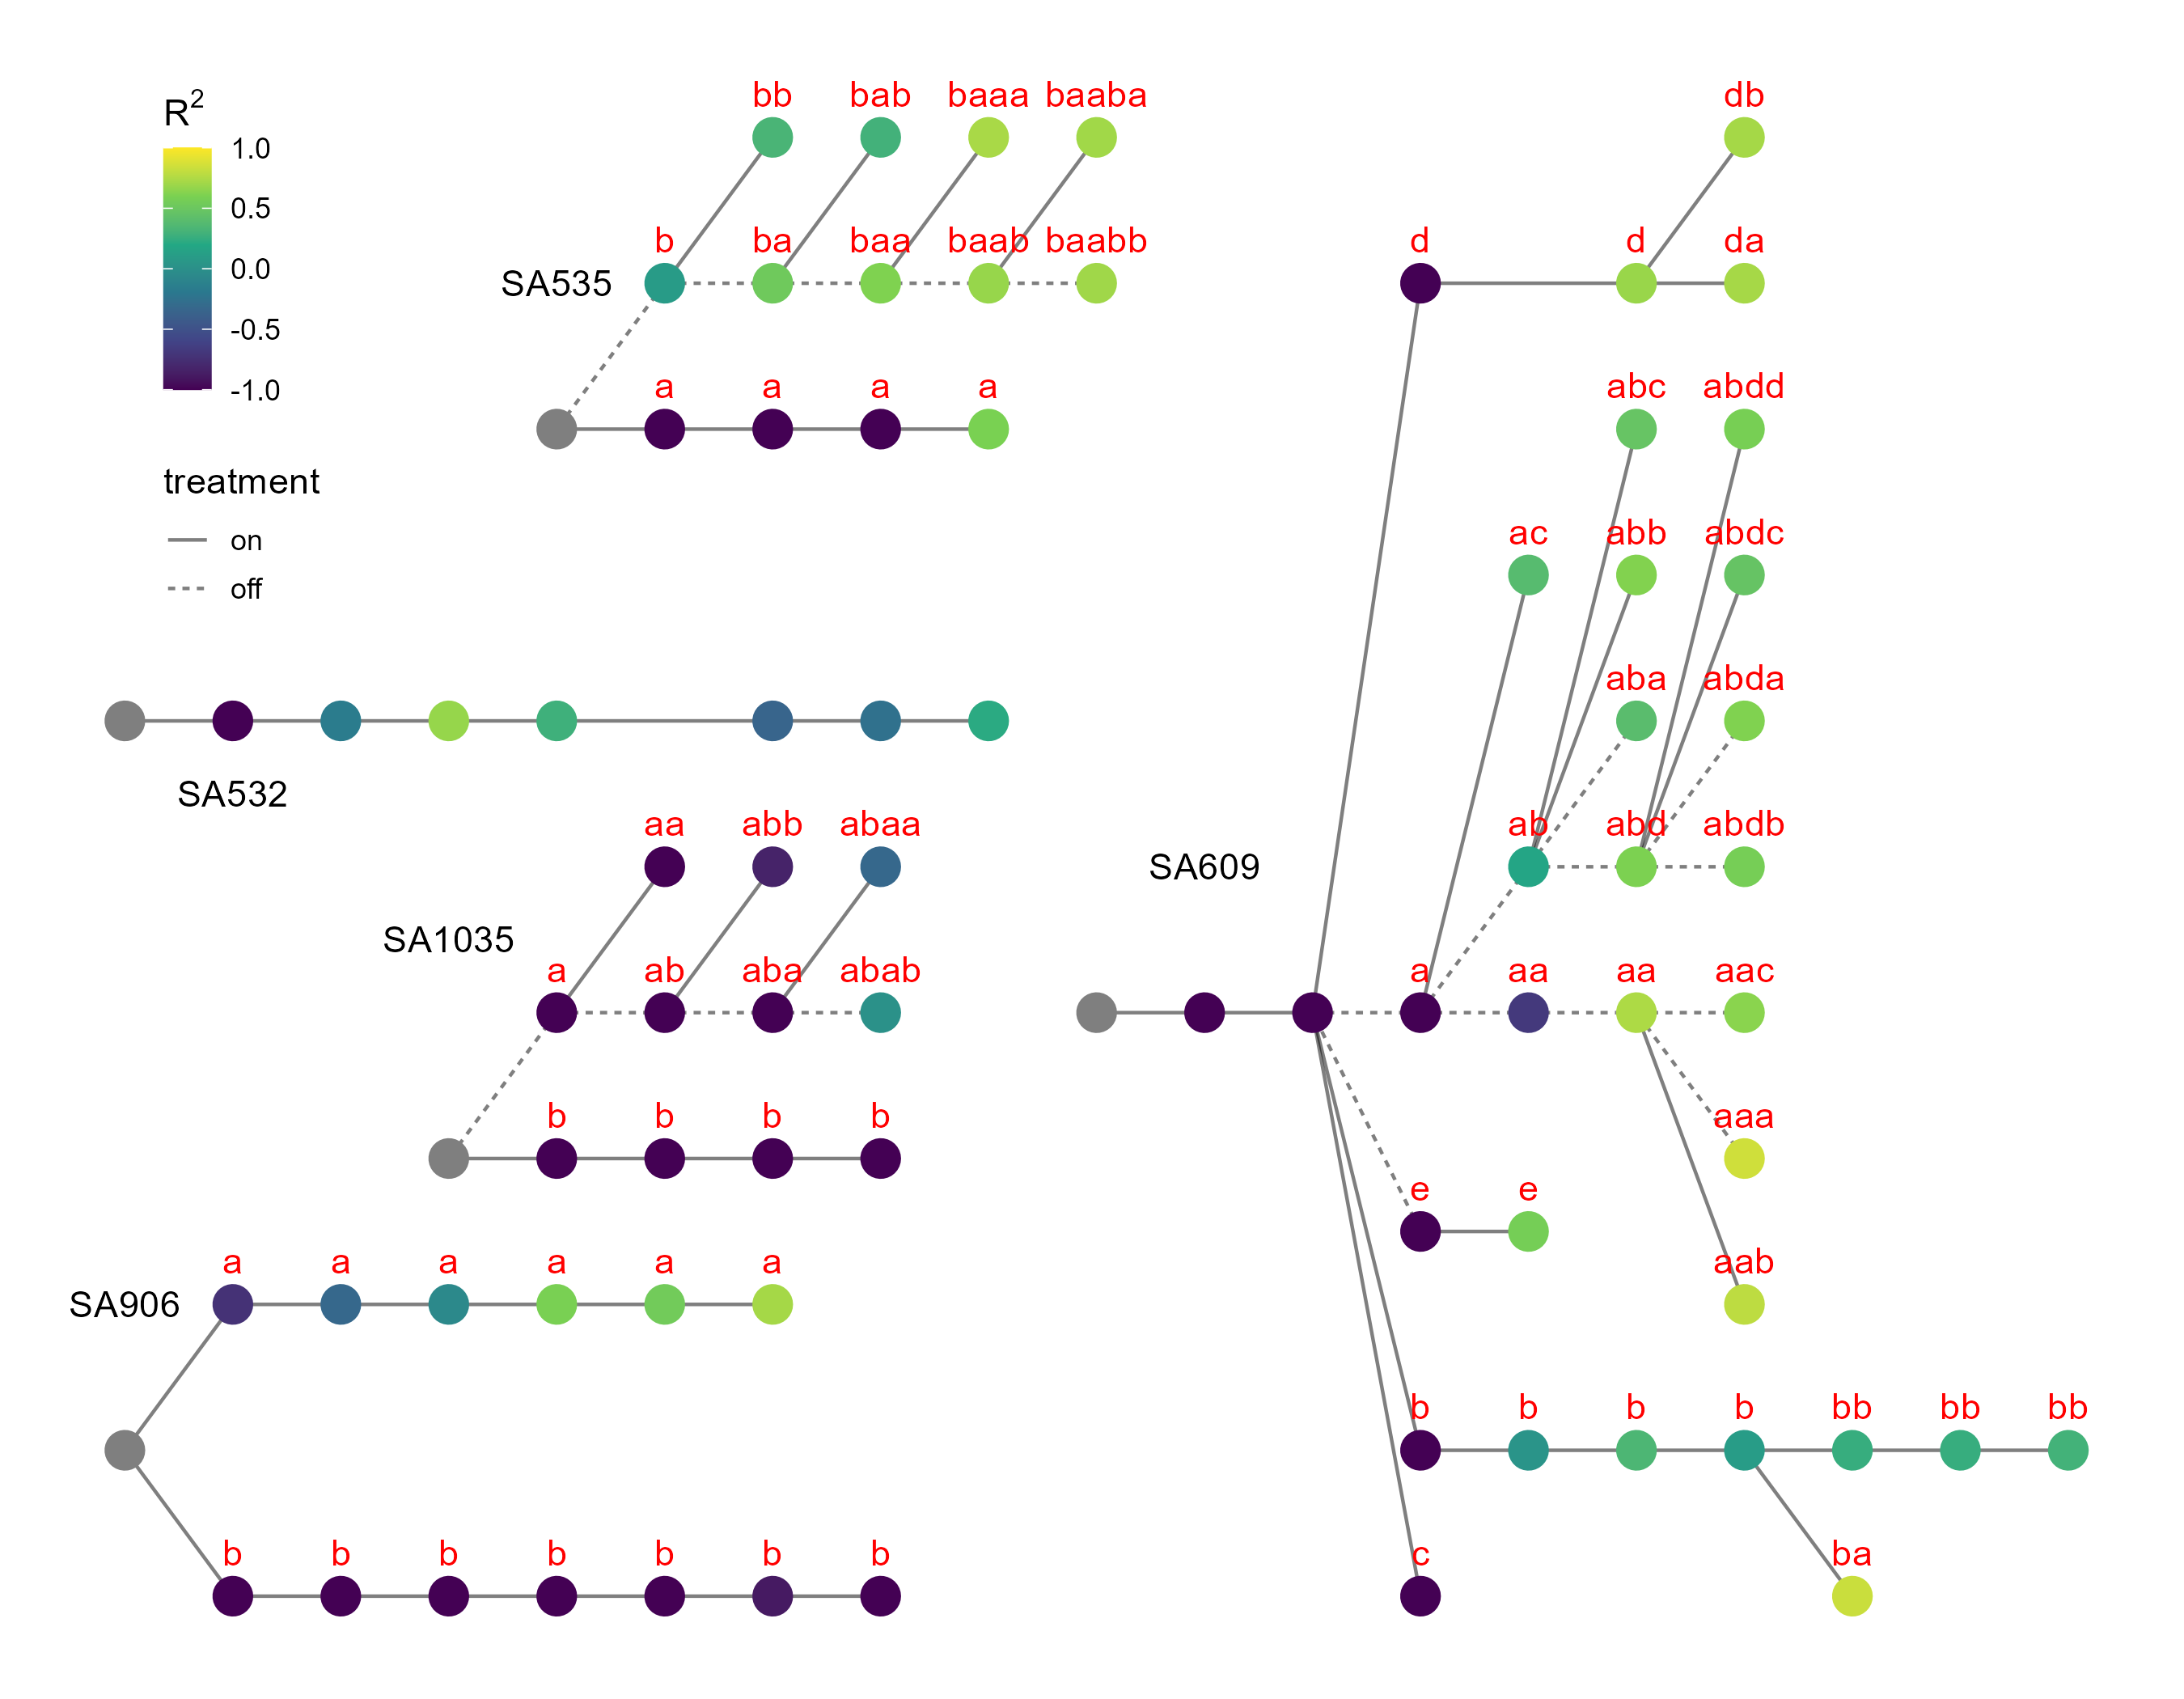 R2
1.0
0.5
0.0
-0.5
-1.0
treatment
on
off
bb bab baaa baaba
SA535 b ba baa baab baabb
a a a a
SA532
aa abb abaa
SA1035
a ab aba abab
b b b b
SA906 a a a a a a
b b b b b b b
db
d d da
abc abdd
ac abb abdc
aba abda
SA609 ab abd abdb
a aa aa aac
aaa
e e
aab
b b b b bb bb bb
c ba